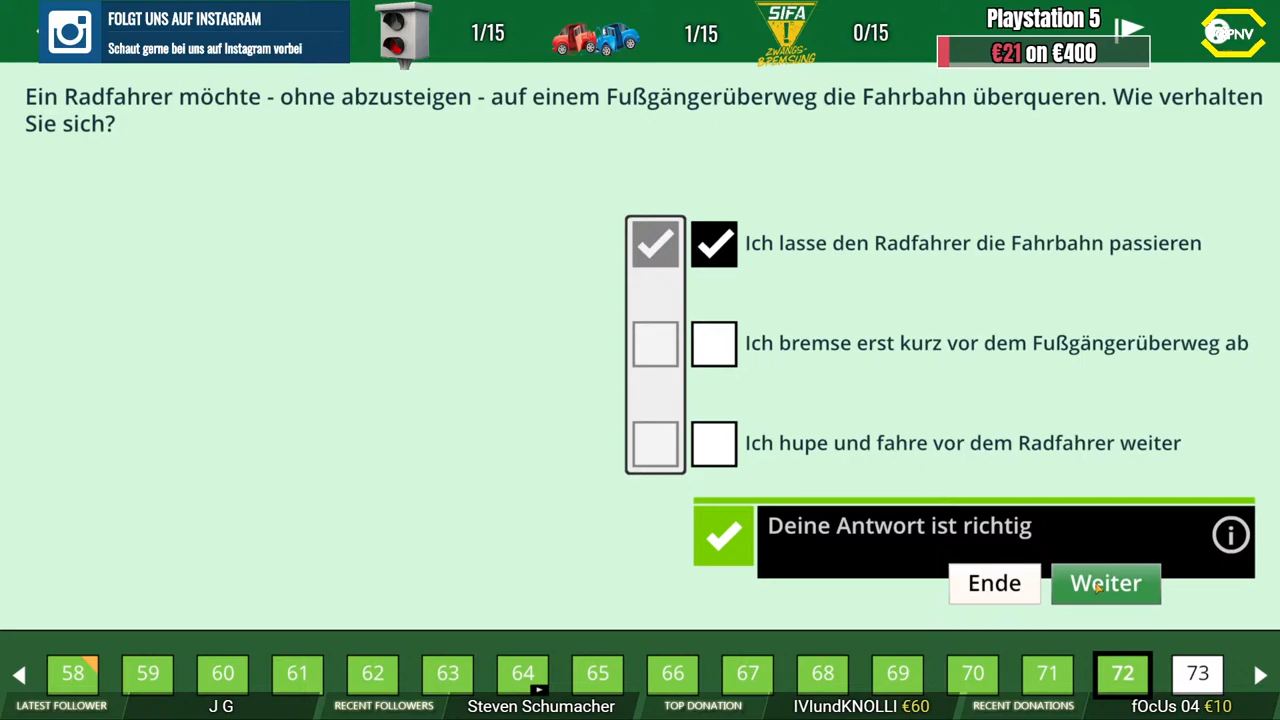 FOLGT UNS AUF INSTAGRAM
Schaut gerne bei uns auf Instagram vorbei
1/15
1/15
SIFA
ZWANGS-
BREMSUNG
0/15
Playstation 5
€21 on €400
ÖPNV
Ein Radfahrer möchte - ohne abzusteigen - auf einem Fußgängerüberweg die Fahrbahn überqueren. Wie verhalten
Sie sich?
Ich lasse den Radfahrer die Fahrbahn passieren
Ich bremse erst kurz vor dem Fußgängerüberweg ab
Ich hupe und fahre vor dem Radfahrer weiter
Deine Antwort ist richtig
Ende
Weiter
58 59 60 61 62 63 64 65 66 67 68 69 70 71 72 73
LATEST FOLLOWER J G RECENT FOLLOWERS Steven Schumacher TOP DONATION IVIundKNOLLI €60 RECENT DONATIONS fOcUs 04 €10